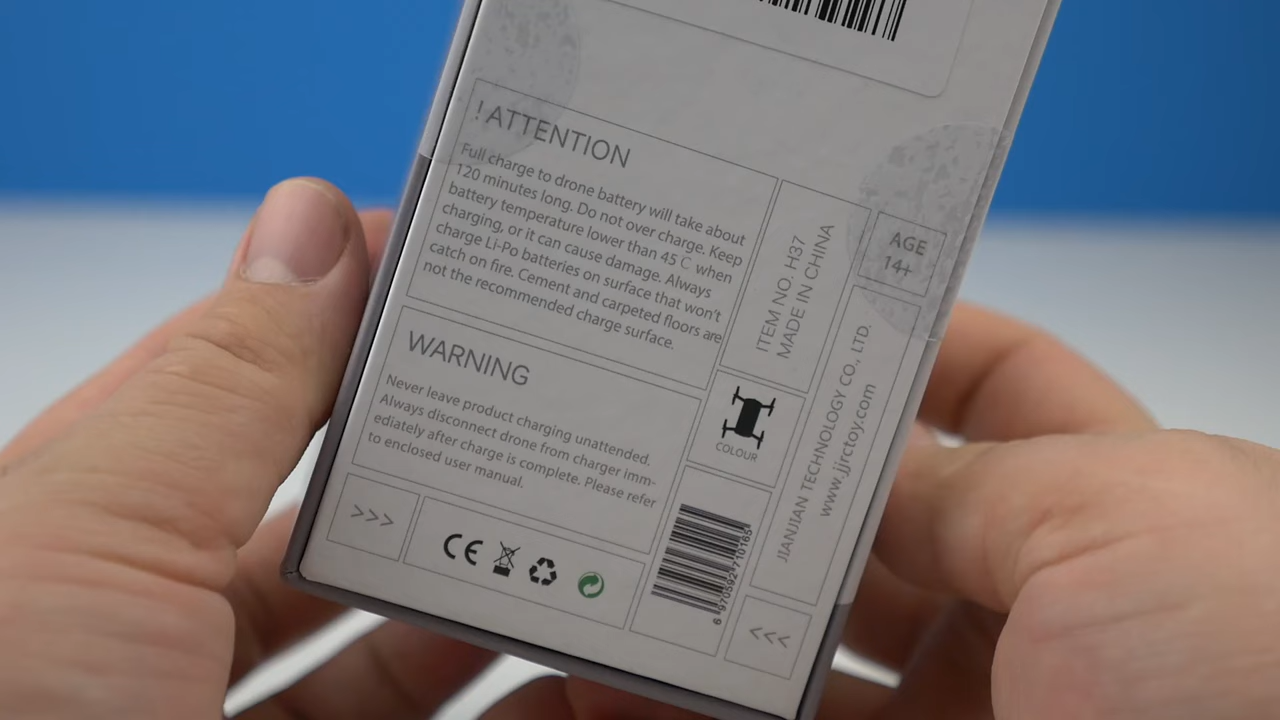 ! ATTENTION
Full charge to drone battery will take about
120 minutes long. Do not over charge. Keep
battery temperature lower than 45℃ when
charging, or it can cause damage. Always
charge Li-Po batteries on surface that won't
catch on fire. Cement and carpeted floors are
not the recommended charge surface.
WARNING
Never leave product charging unattended.
Always disconnect drone from charger imm-
ediately after charge is complete. Please refer
to enclosed user manual.
>>>
CE
ITEM NO. H37
MADE IN CHINA
AGE
14+
COLOUR
JIANJIAN TECHNOLOGY CO., LTD.
www.jjrctoy.com
6970592710165
<<<